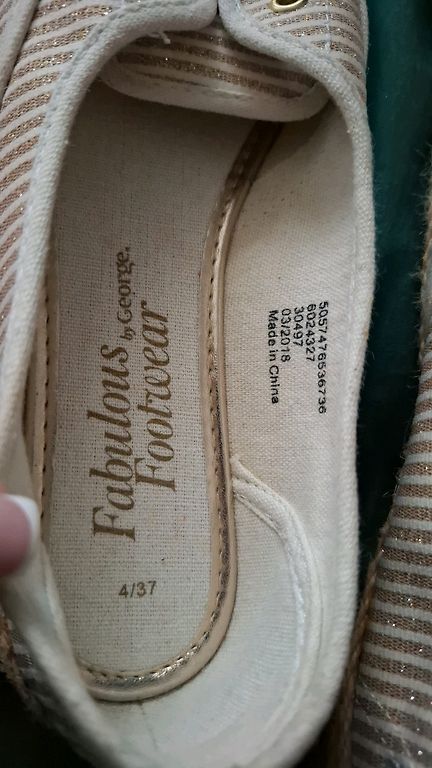 Fabulous
by George.
Footwear
4/37
5057476536736
6024327
30497
03/2018
Made in China